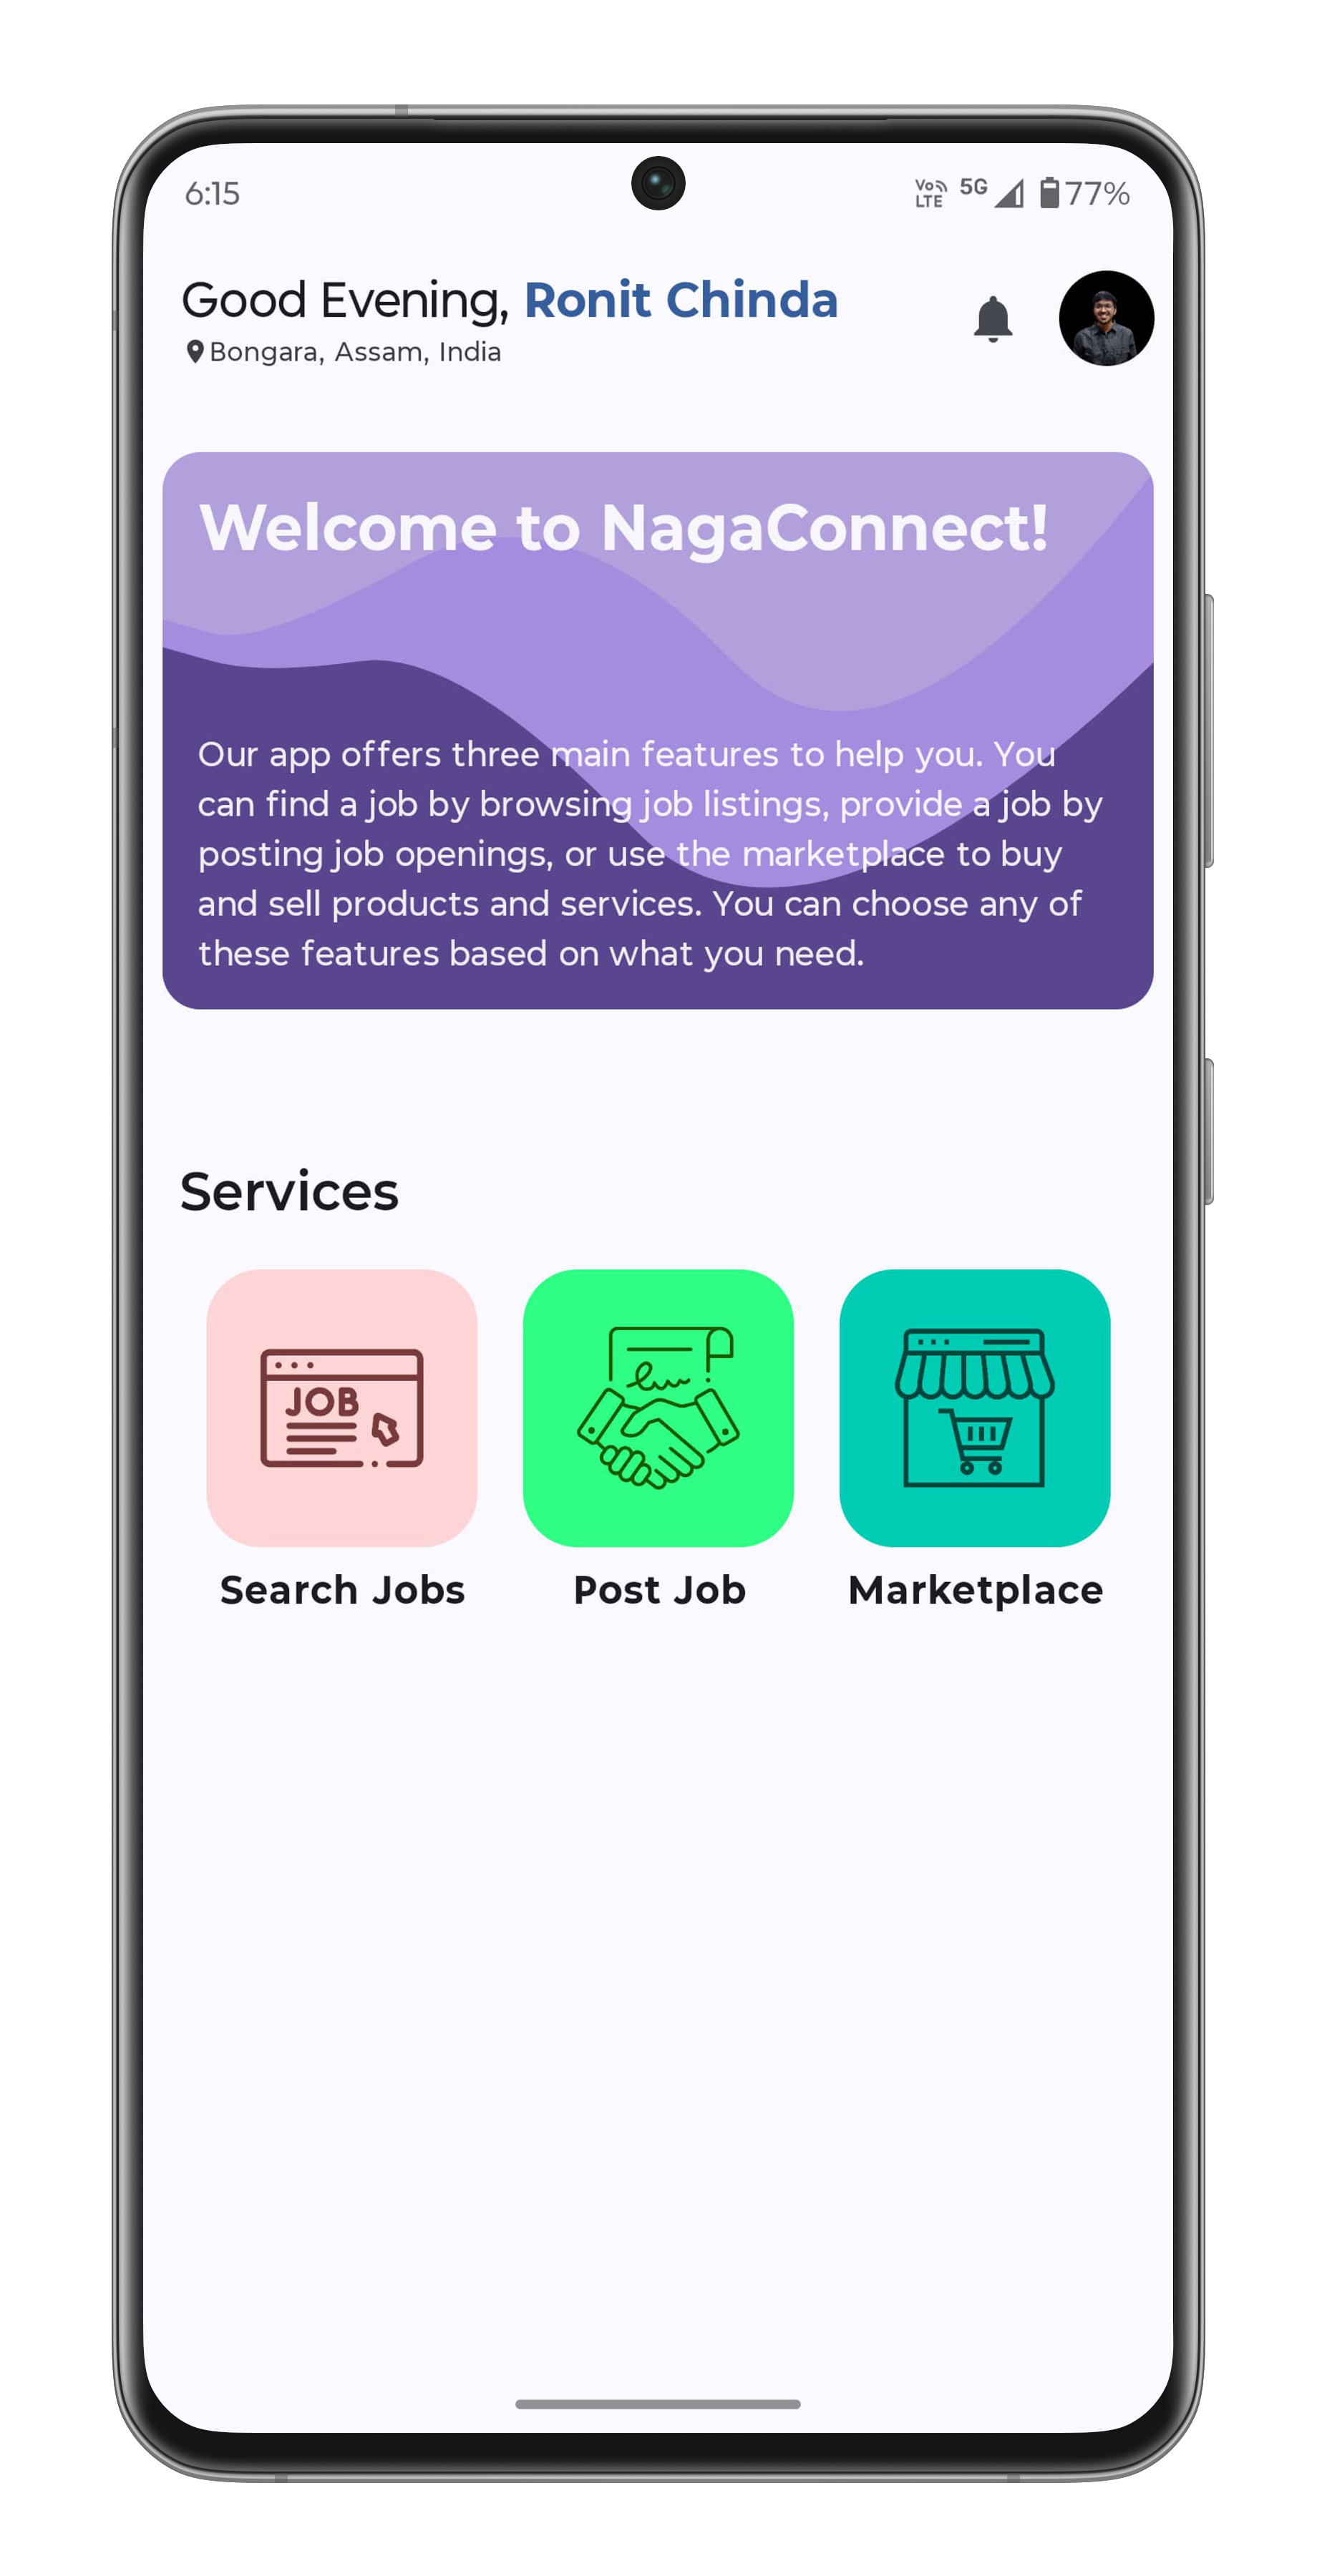 6:15
Vo LTE 5G 77%
Good Evening, Ronit Chinda
Bongara, Assam, India
Welcome to NagaConnect!
Our app offers three main features to help you. You
can find a job by browsing job listings, provide a job by
posting job openings, or use the marketplace to buy
and sell products and services. You can choose any of
these features based on what you need.
Services
JOB
Search Jobs
Post Job
Marketplace